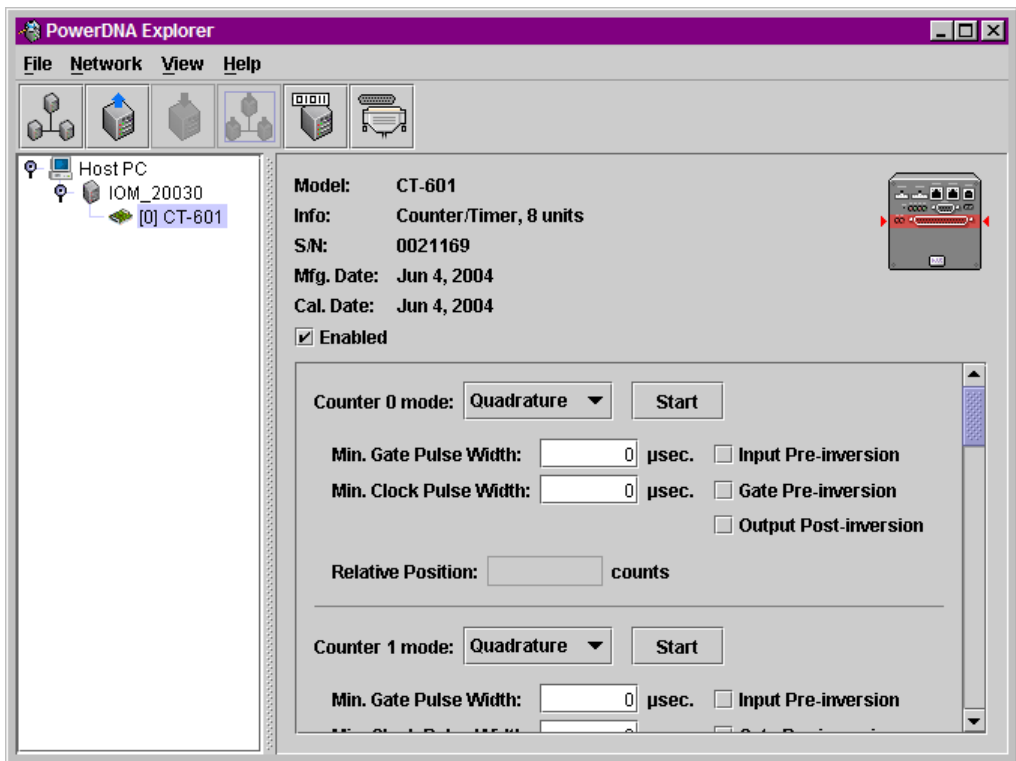 PowerDNA Explorer
File Network View Help
01011
Host PC
IOM_20030
[0] CT-601
Model: CT-601
Info: Counter/Timer, 8 units
S/N: 0021169
Mfg. Date: Jun 4, 2004
Cal. Date: Jun 4, 2004
Enabled
Counter 0 mode: Quadrature Start
Min. Gate Pulse Width: 0 µsec. Input Pre-inversion
Min. Clock Pulse Width: 0 µsec. Gate Pre-inversion
Output Post-inversion
Relative Position: counts
Counter 1 mode: Quadrature Start
Min. Gate Pulse Width: 0 µsec. Input Pre-inversion